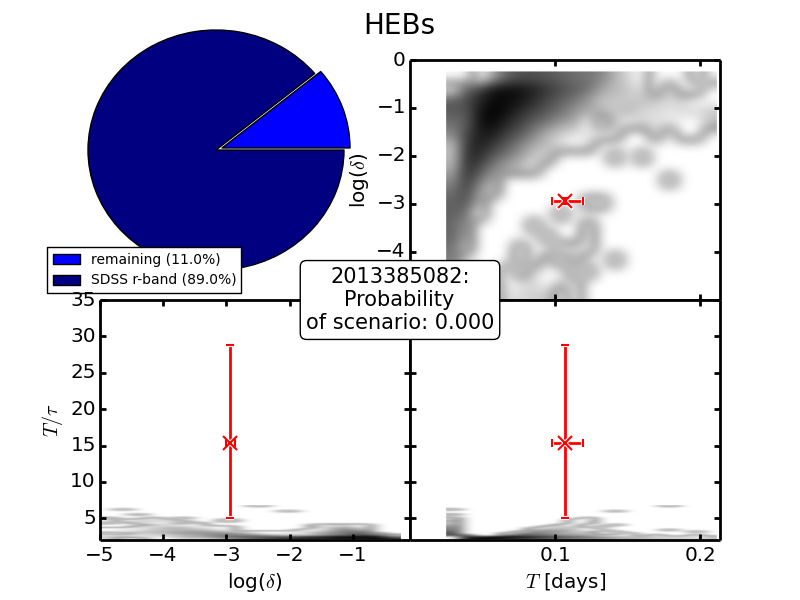 HEBs
remaining (11.0%)
SDSS r-band (89.0%)
0
−1
−2
−3
−4
log(δ)
2013385082:
Probability
of scenario: 0.000
35
30
25
20
15
10
5
T/τ
−5 −4 −3 −2 −1
log(δ)
0.1 0.2
T [days]